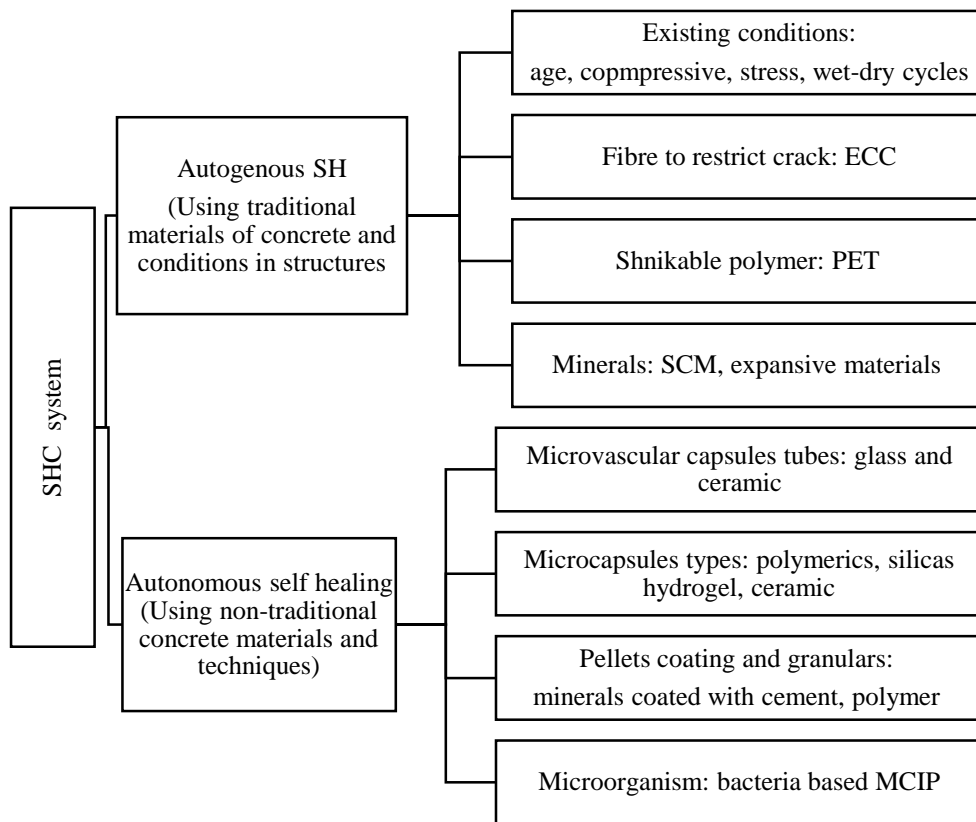 SHC system
Autogenous SH
(Using traditional
materials of concrete and
conditions in structures
Existing conditions:
age, copmpressive, stress, wet-dry cycles
Fibre to restrict crack: ECC
Shnikable polymer: PET
Minerals: SCM, expansive materials
Autonomous self healing
(Using non-traditional
concrete materials and
techniques)
Microvascular capsules tubes: glass and
ceramic
Microcapsules types: polymerics, silicas
hydrogel, ceramic
Pellets coating and granulars:
minerals coated with cement, polymer
Microorganism: bacteria based MCIP